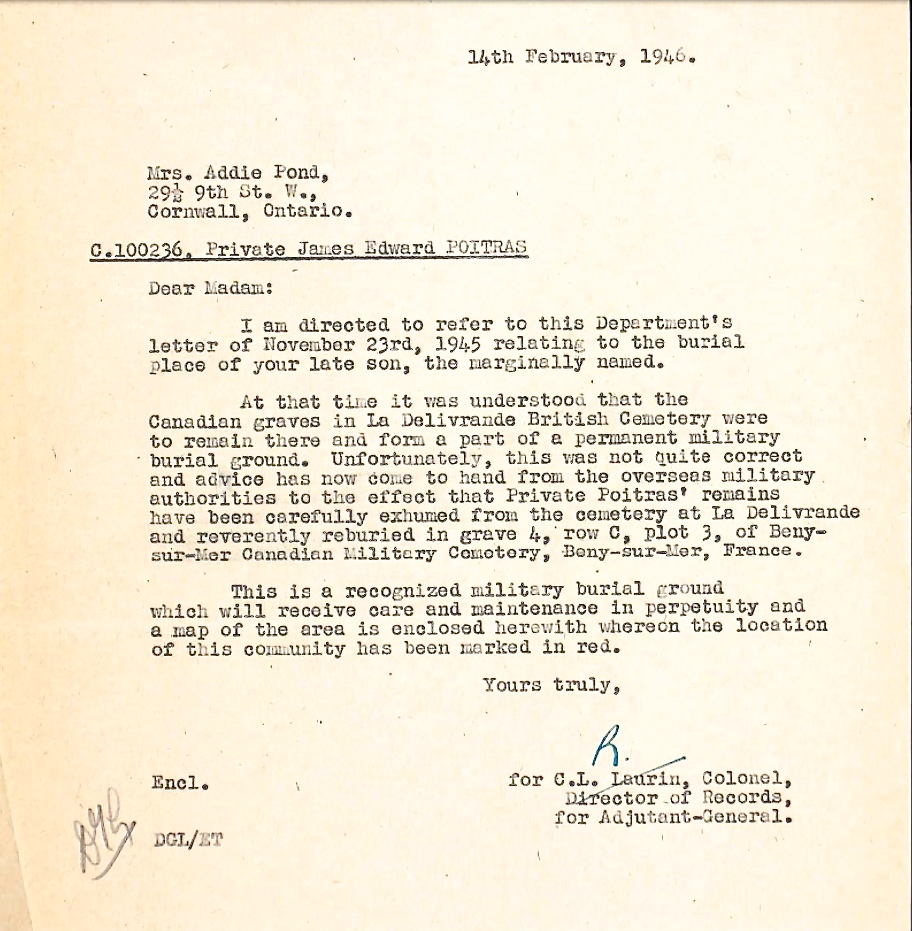 14th February, 1946.
Mrs. Addie Pond,
29½ 9th St. W.,
Cornwall, Ontario.
C.100236, Private James Edward POITRAS
Dear Madam:
I am directed to refer to this Department's
letter of November 23rd, 1945 relating to the burial
place of your late son, the marginally named.
At that time it was understood that the
Canadian graves in La Delivrande British Cemetery were
to remain there and form a part of a permanent military
burial ground. Unfortunately, this was not quite correct
and advice has now come to hand from the overseas military
authorities to the effect that Private Poitras' remains
have been carefully exhumed from the cemetery at La Delivrande
and reverently reburied in grave 4, row C, plot 3, of Beny-
sur-Mer Canadian Military Cemetery, Beny-sur-Mer, France.
This is a recognized military burial ground
which will receive care and maintenance in perpetuity and
a map of the area is enclosed herewith whereon the location
of this community has been marked in red.
Yours truly,
R.
Encl.
for C.L. Laurin, Colonel,
Director of Records,
for Adjutant-General.
DGL/ET